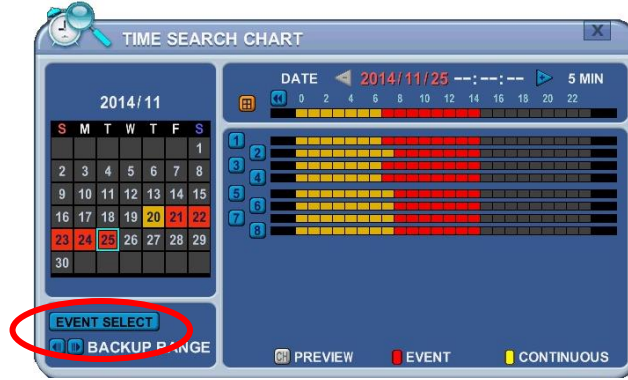 TIME SEARCH CHART
X
DATE 2014/11/25 --:--:-- 5 MIN
0 2 4 6 8 10 12 14 16 18 20 22
2014/11
S M T W T F S
1
2 3 4 5 6 7 8
9 10 11 12 13 14 15
16 17 18 19 20 21 22
23 24 25 26 27 28 29
30
1
2
3
4
5
6
7
8
EVENT SELECT
BACKUP RANGE
CH PREVIEW EVENT CONTINUOUS